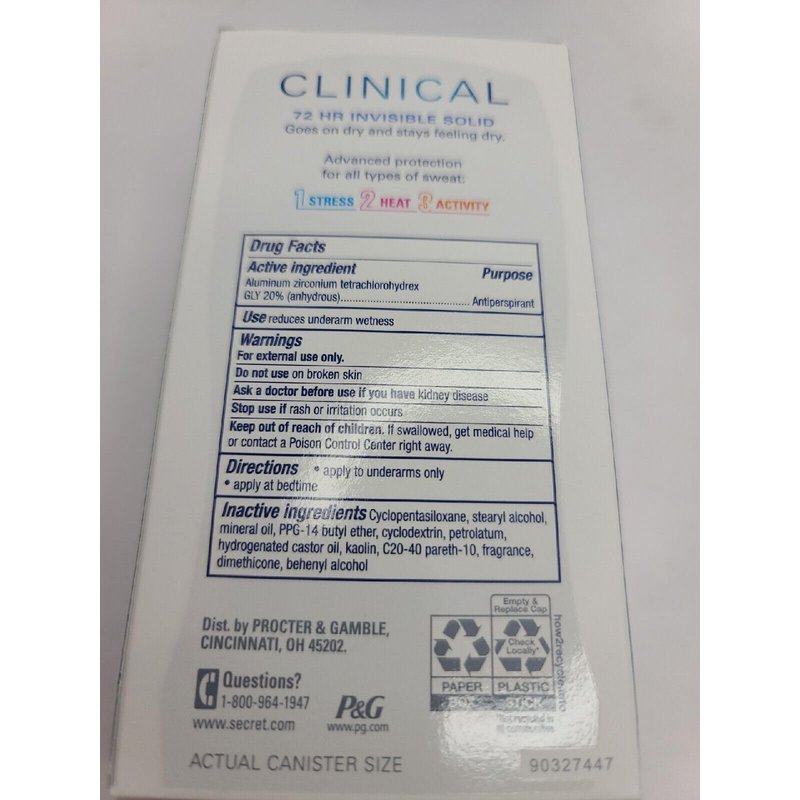 CLINICAL
72 HR INVISIBLE SOLID
Goes on dry and stays feeling dry.
Advanced protection
for all types of sweat:
1 STRESS 2 HEAT 3 ACTIVITY
Drug Facts
Active ingredient Purpose
Aluminum zirconium tetrachlorohydrex
GLY 20% (anhydrous)............................................ Antiperspirant
Use reduces underarm wetness
Warnings
For external use only.
Do not use on broken skin
Ask a doctor before use if you have kidney disease
Stop use if rash or irritation occurs
Keep out of reach of children. If swallowed, get medical help
or contact a Poison Control Center right away.
Directions • apply to underarms only
• apply at bedtime
Inactive ingredients Cyclopentasiloxane, stearyl alcohol,
mineral oil, PPG-14 butyl ether, cyclodextrin, petrolatum,
hydrogenated castor oil, kaolin, C20-40 pareth-10, fragrance,
dimethicone, behenyl alcohol
Dist. by PROCTER & GAMBLE,
CINCINNATI, OH 45202.
Questions?
1-800-964-1947
www.secret.com
P&G
www.pg.com
Empty &
Replace Cap
Check
Locally*
PAPER
BOX
PLASTIC
STICK
*Not recycled in
all communities
how2recycle.info
ACTUAL CANISTER SIZE
90327447